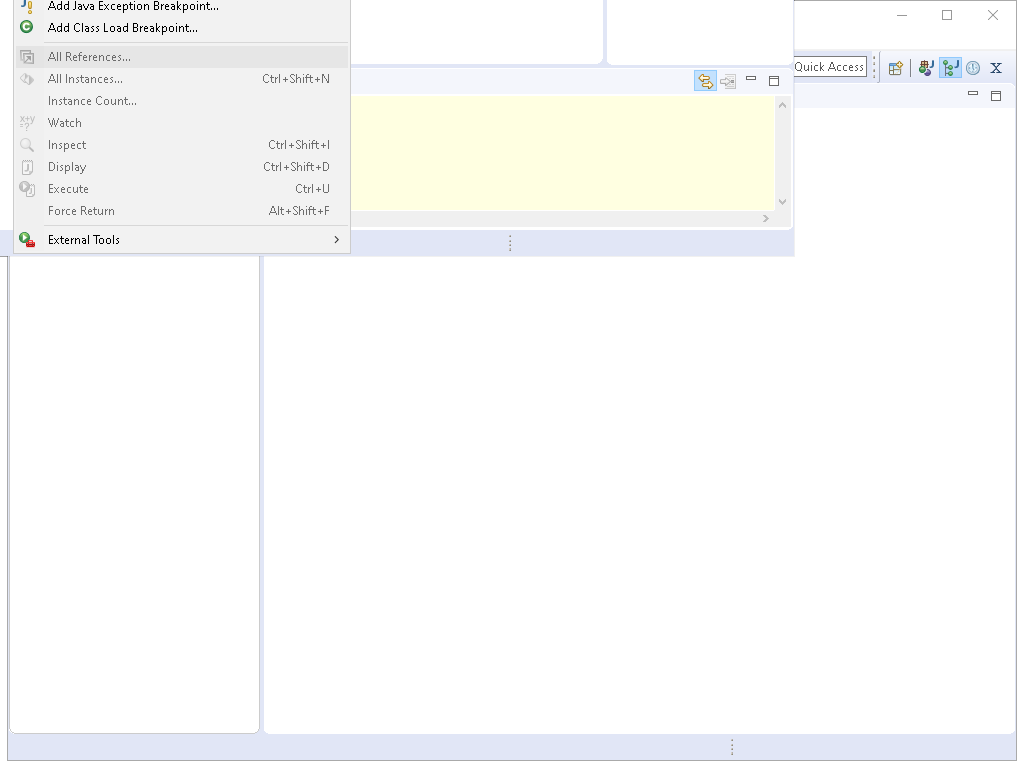 Add Java Exception Breakpoint...
Add Class Load Breakpoint...
All References...
All Instances... Ctrl+Shift+N
Instance Count...
Watch
Inspect Ctrl+Shift+I
Display Ctrl+Shift+D
Execute Ctrl+U
Force Return Alt+Shift+F
External Tools
Quick Access